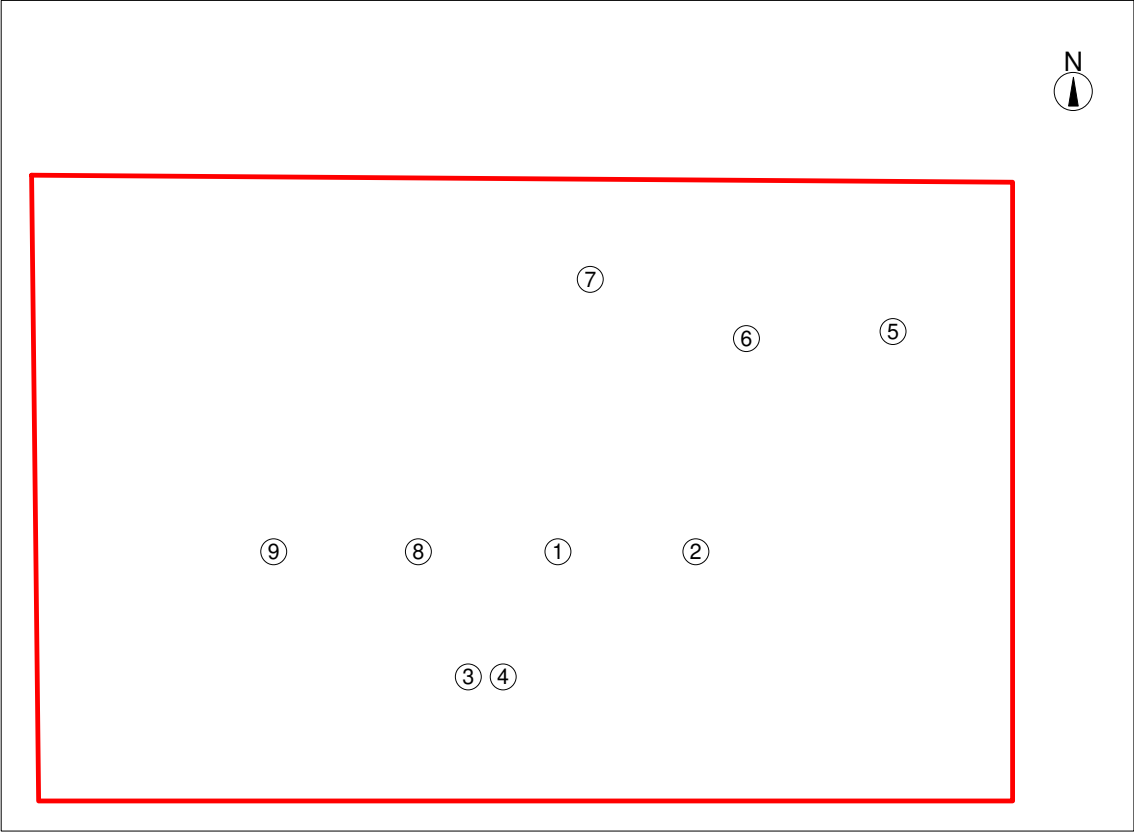 N
⑦
⑥ ⑤
⑨ ⑧ ① ②
③ ④